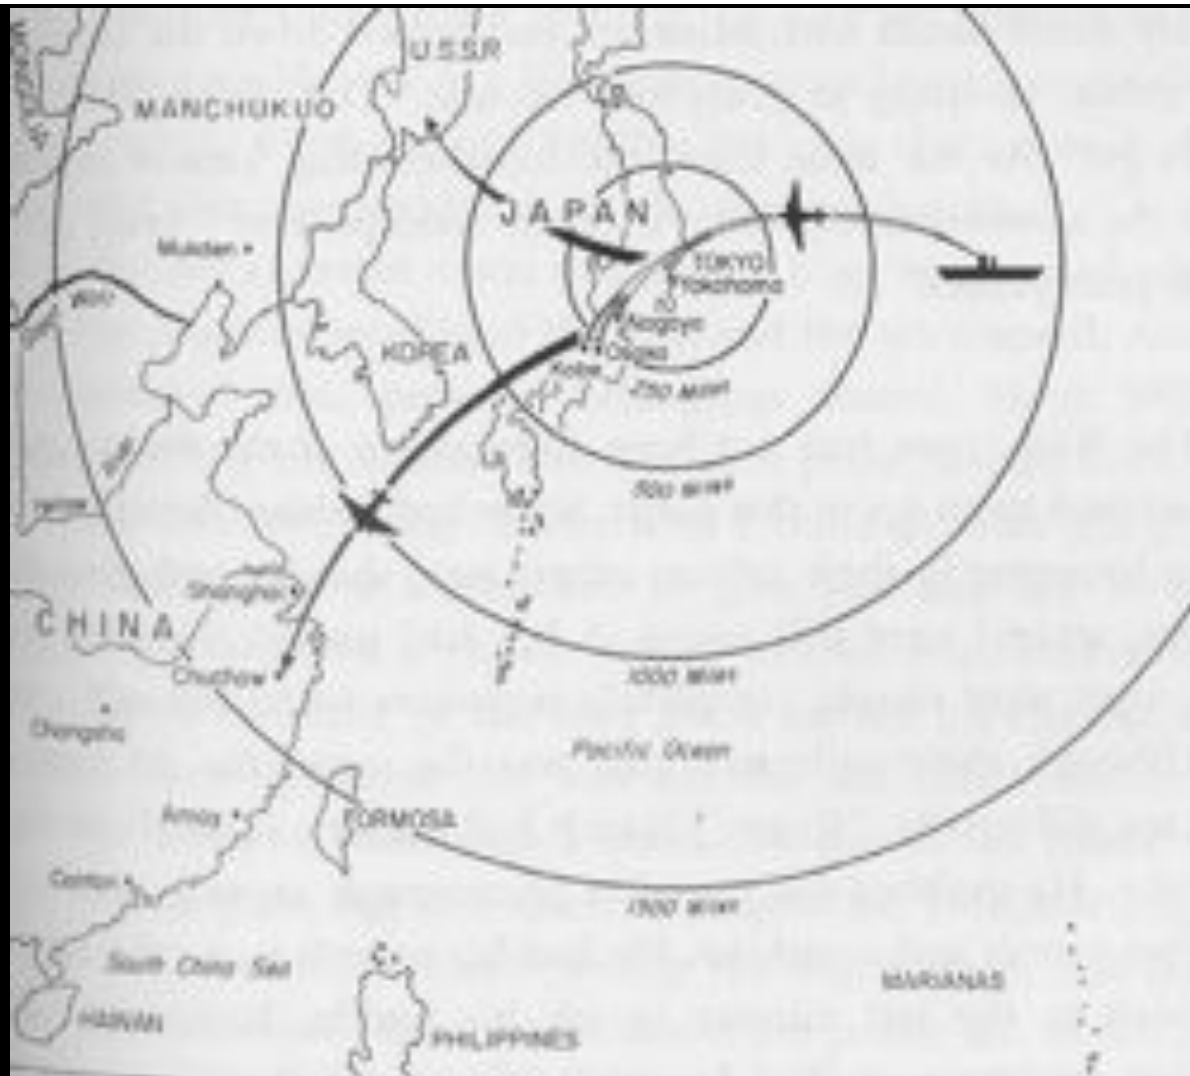 U.S.S.R
MANCHUKUO
JAPAN
Mukden
TOKYO
Yokohama
Nagoya
Osaka
Kobe
KOREA
250 Miles
500 Miles
Shanghai
CHINA
Chuchow
1000 Miles
Changsha
Pacific Ocean
Amoy
FORMOSA
Canton
1500 Miles
South China Sea
MARIANAS
HAINAN
PHILIPPINES